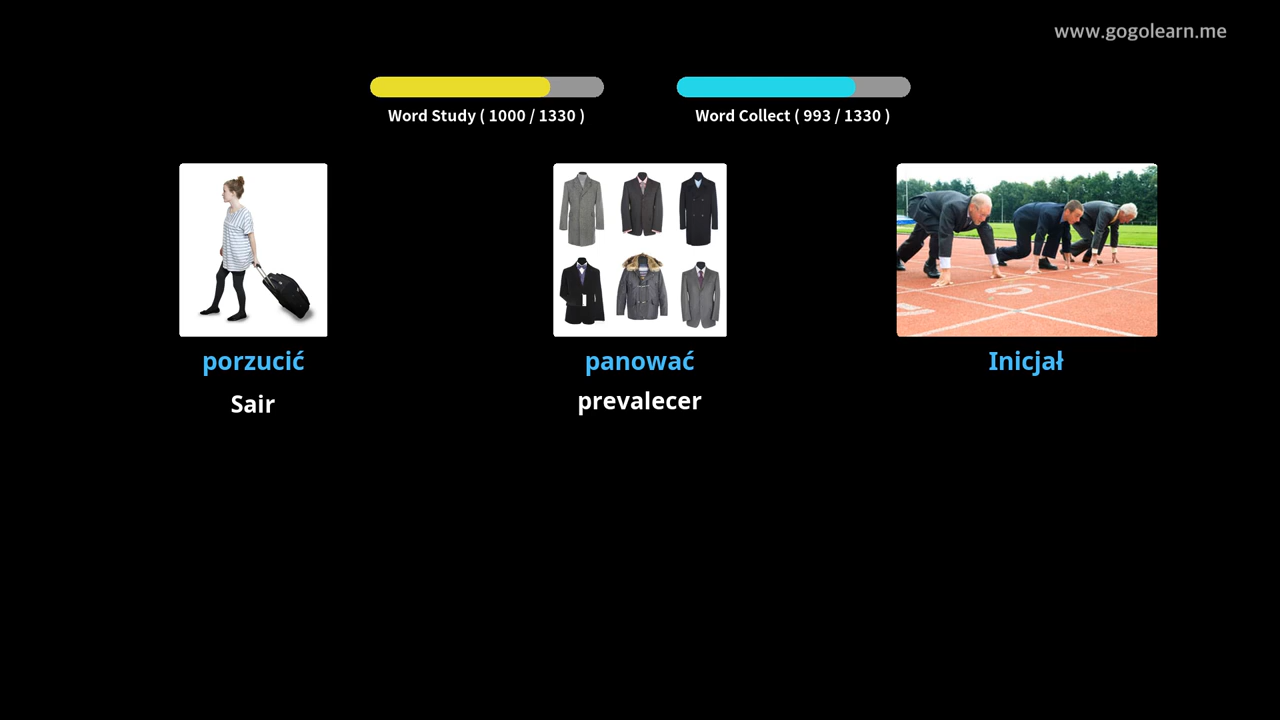 www.gogolearn.me
Word Study ( 1000 / 1330 )
Word Collect ( 993 / 1330 )
porzucić
Sair
panować
prevalecer
Inicjał